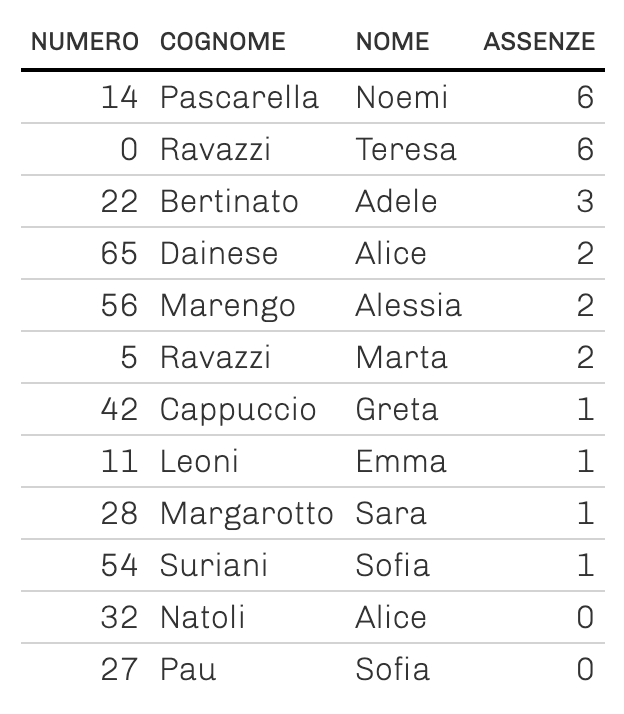 NUMERO COGNOME NOME ASSENZE
14 Pascarella Noemi 6
0 Ravazzi Teresa 6
22 Bertinato Adele 3
65 Dainese Alice 2
56 Marengo Alessia 2
5 Ravazzi Marta 2
42 Cappuccio Greta 1
11 Leoni Emma 1
28 Margarotto Sara 1
54 Suriani Sofia 1
32 Natoli Alice 0
27 Pau Sofia 0